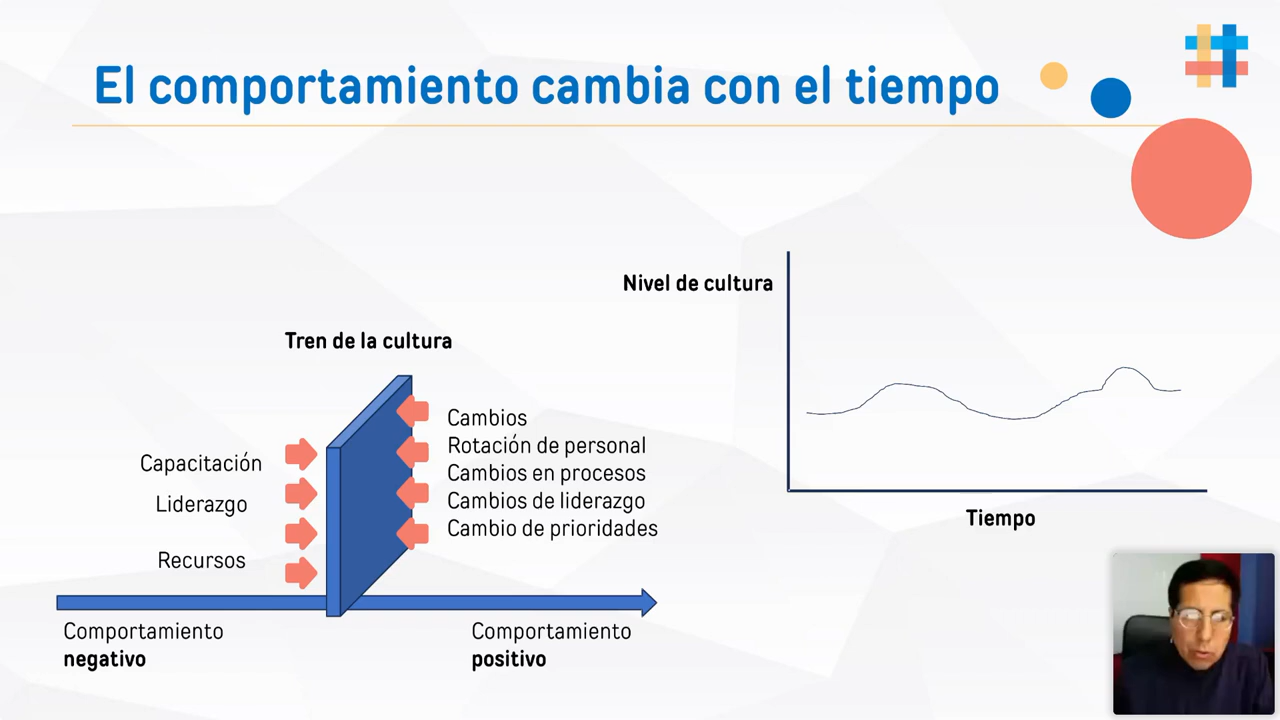 El comportamiento cambia con el tiempo
Nivel de cultura
Tiempo
Tren de la cultura
Capacitación
Liderazgo
Recursos
Cambios
Rotación de personal
Cambios en procesos
Cambios de liderazgo
Cambio de prioridades
Comportamiento
negativo
Comportamiento
positivo